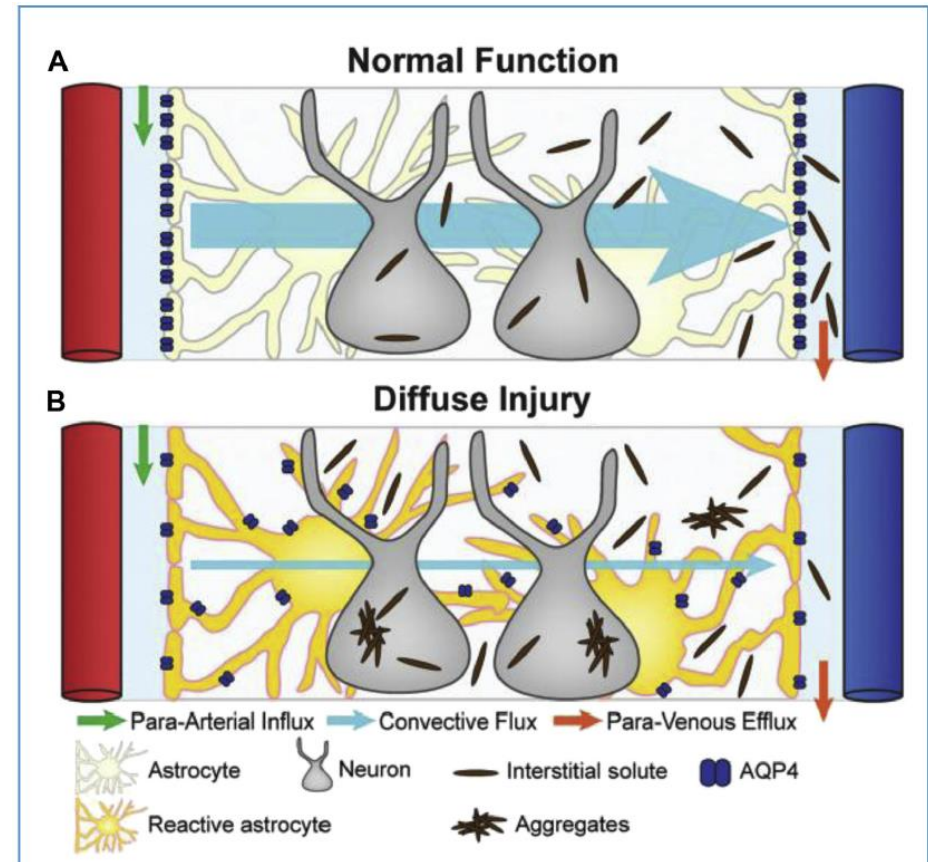 A
Normal Function
B
Diffuse Injury
Para-Arterial Influx Convective Flux Para-Venous Efflux
Astrocyte Neuron Interstitial solute AQP4
Reactive astrocyte Aggregates